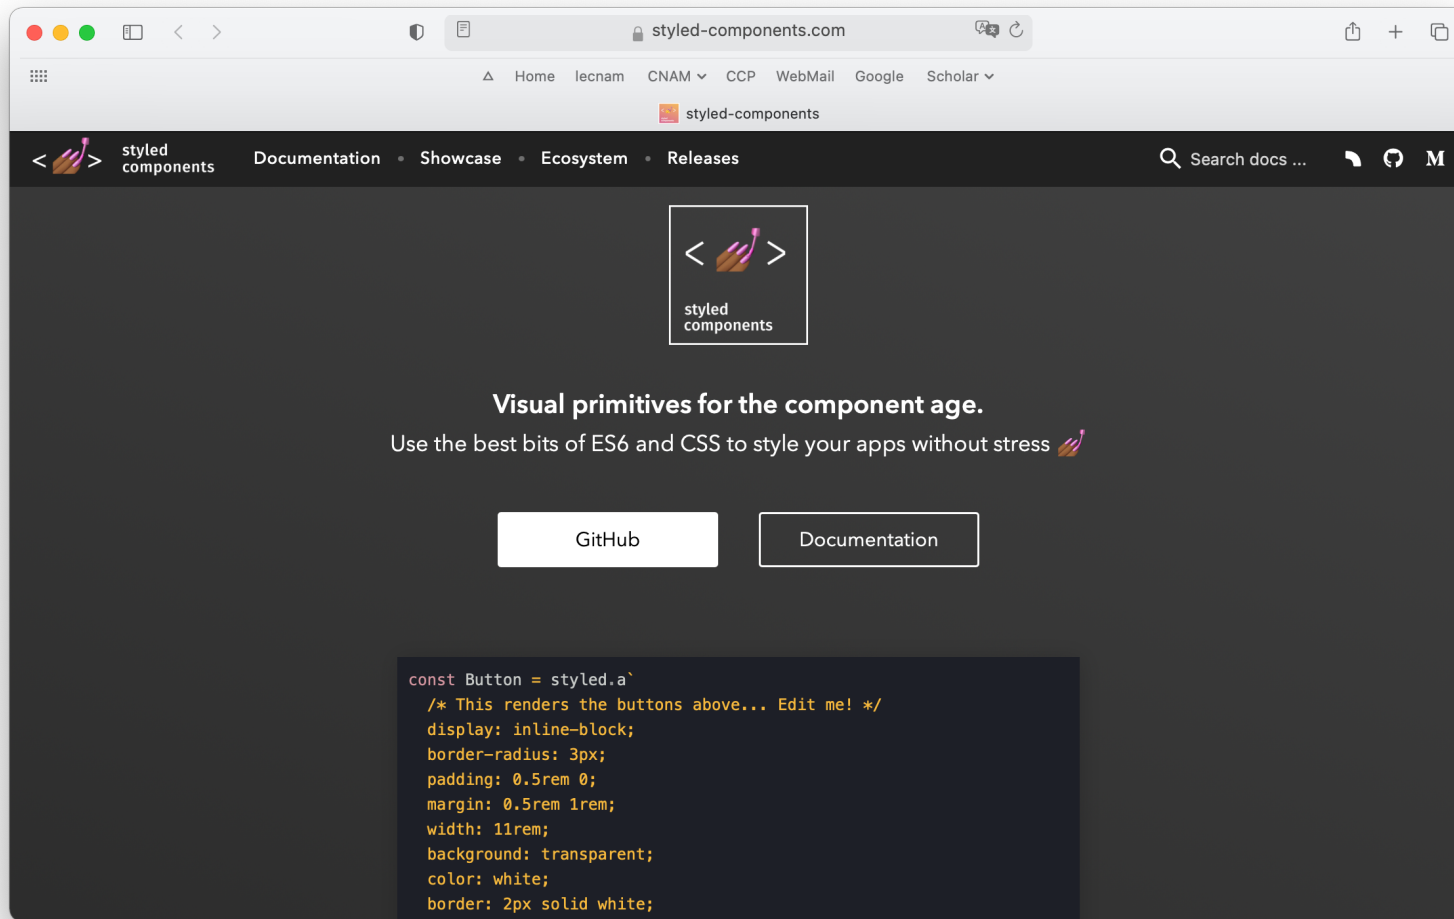 styled-components.com
Home lecnam CNAM CCP WebMail Google Scholar
styled-components
< > styled components Documentation • Showcase • Ecosystem • Releases Search docs ... M
< >
styled
components
Visual primitives for the component age.
Use the best bits of ES6 and CSS to style your apps without stress 💅🏾
GitHub Documentation
const Button = styled.a`
/* This renders the buttons above... Edit me! */
display: inline-block;
border-radius: 3px;
padding: 0.5rem 0;
margin: 0.5rem 1rem;
width: 11rem;
background: transparent;
color: white;
border: 2px solid white;